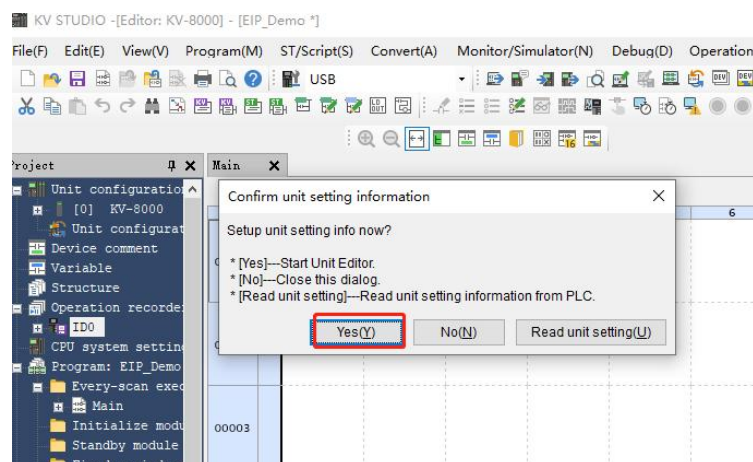 KV STUDIO -[Editor: KV-8000] - [EIP_Demo *]
File(F) Edit(E) View(V) Program(M) ST/Script(S) Convert(A) Monitor/Simulator(N) Debug(D) Operation
USB
Project
Main
Unit configuratio
[0] KV-8000
Unit configurat
Device comment
Variable
Structure
Operation recorde
ID0
CPU system settin
Program: EIP_Demo
Every-scan exec
Main
Initialize modu
Standby module
Confirm unit setting information
Setup unit setting info now?
* [Yes]---Start Unit Editor.
* [No]---Close this dialog.
* [Read unit setting]---Read unit setting information from PLC.
Yes(Y) No(N) Read unit setting(U)
6
00003